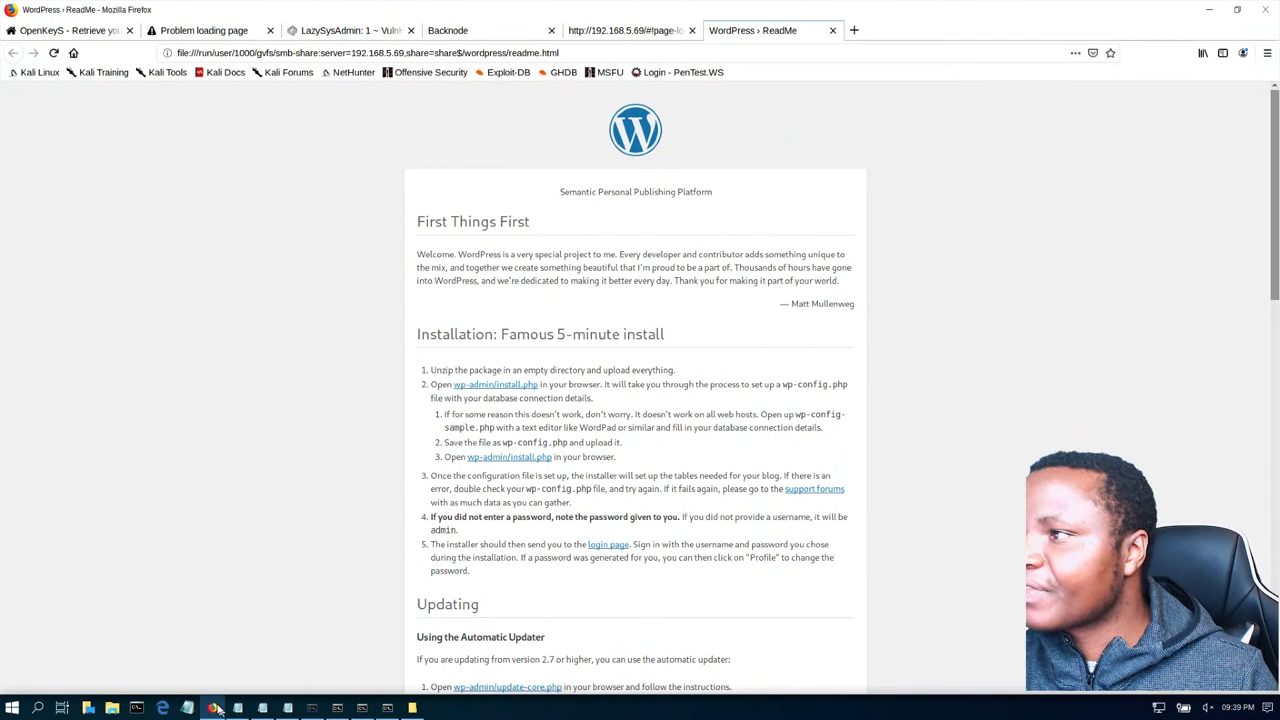 WordPress › ReadMe - Mozilla Firefox
OpenKeyS - Retrieve you
Problem loading page
LazySysAdmin: 1 ~ VulnH
Backnode
http://192.168.5.69/#!page-lo
WordPress › ReadMe
file:///run/user/1000/gvfs/smb-share:server=192.168.5.69,share=share$/wordpress/readme.html
Kali Linux Kali Training Kali Tools Kali Docs Kali Forums NetHunter Offensive Security Exploit-DB GHDB MSFU Login - PenTest.WS
Semantic Personal Publishing Platform
First Things First
Welcome. WordPress is a very special project to me. Every developer and contributor adds something unique to
the mix, and together we create something beautiful that I'm proud to be a part of. Thousands of hours have gone
into WordPress, and we're dedicated to making it better every day. Thank you for making it part of your world.
— Matt Mullenweg
Installation: Famous 5-minute install
1. Unzip the package in an empty directory and upload everything.
2. Open wp-admin/install.php in your browser. It will take you through the process to set up a wp-config.php
file with your database connection details.
1. If for some reason this doesn't work, don't worry. It doesn't work on all web hosts. Open up wp-config-
sample.php with a text editor like WordPad or similar and fill in your database connection details.
2. Save the file as wp-config.php and upload it.
3. Open wp-admin/install.php in your browser.
3. Once the configuration file is set up, the installer will set up the tables needed for your blog. If there is an
error, double check your wp-config.php file, and try again. If it fails again, please go to the support forums
with as much data as you can gather.
4. If you did not enter a password, note the password given to you. If you did not provide a username, it will be
admin.
5. The installer should then send you to the login page. Sign in with the username and password you chose
during the installation. If a password was generated for you, you can then click on "Profile" to change the
password.
Updating
Using the Automatic Updater
If you are updating from version 2.7 or higher, you can use the automatic updater:
1. Open wp-admin/update-core.php in your browser and follow the instructions.
09:39 PM